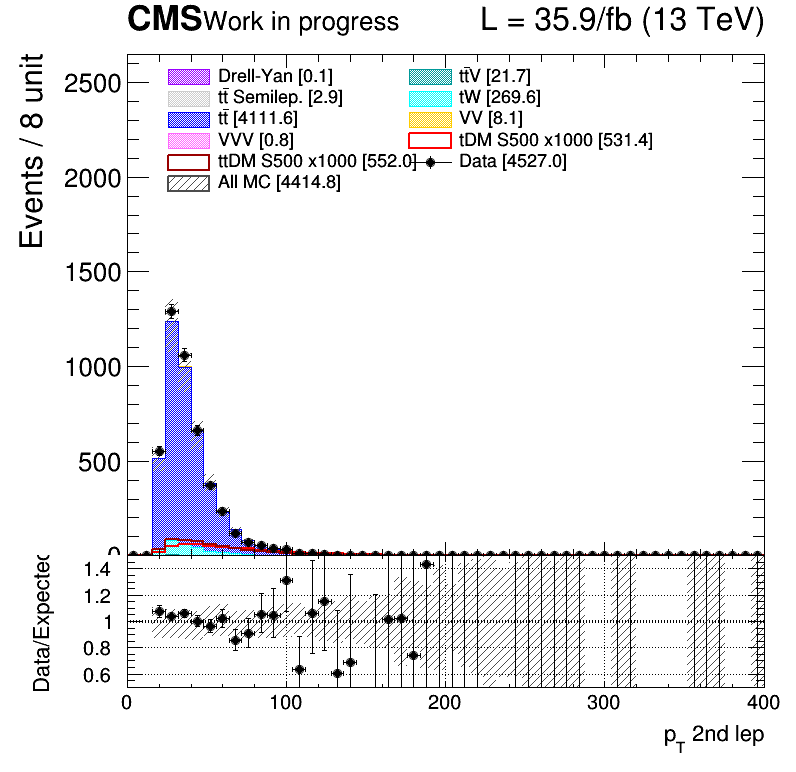 CMS Work in progress L = 35.9/fb (13 TeV)
Events / 8 unit
2500
2000
1500
1000
500
0
Drell-Yan [0.1]
tt̄V [21.7]
tt̄ Semilep. [2.9]
tW [269.6]
tt̄ [4111.6]
VV [8.1]
VVV [0.8]
tDM S500 x1000 [531.4]
ttDM S500 x1000 [552.0]
Data [4527.0]
All MC [4414.8]
Data/Expected
1.4
1.2
1
0.8
0.6
0 100 200 300 400
p_T 2nd lep